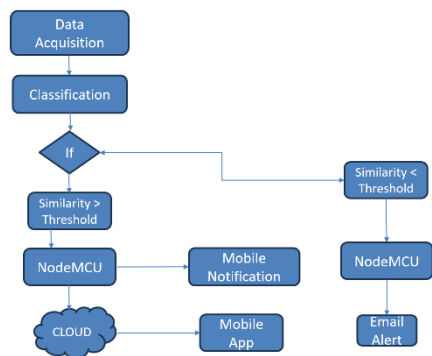 Data
Acquisition
Classification
If
Similarity >
Threshold
Similarity <
Threshold
NodeMCU
Mobile
Notification
NodeMCU
CLOUD
Mobile
App
Email
Alert